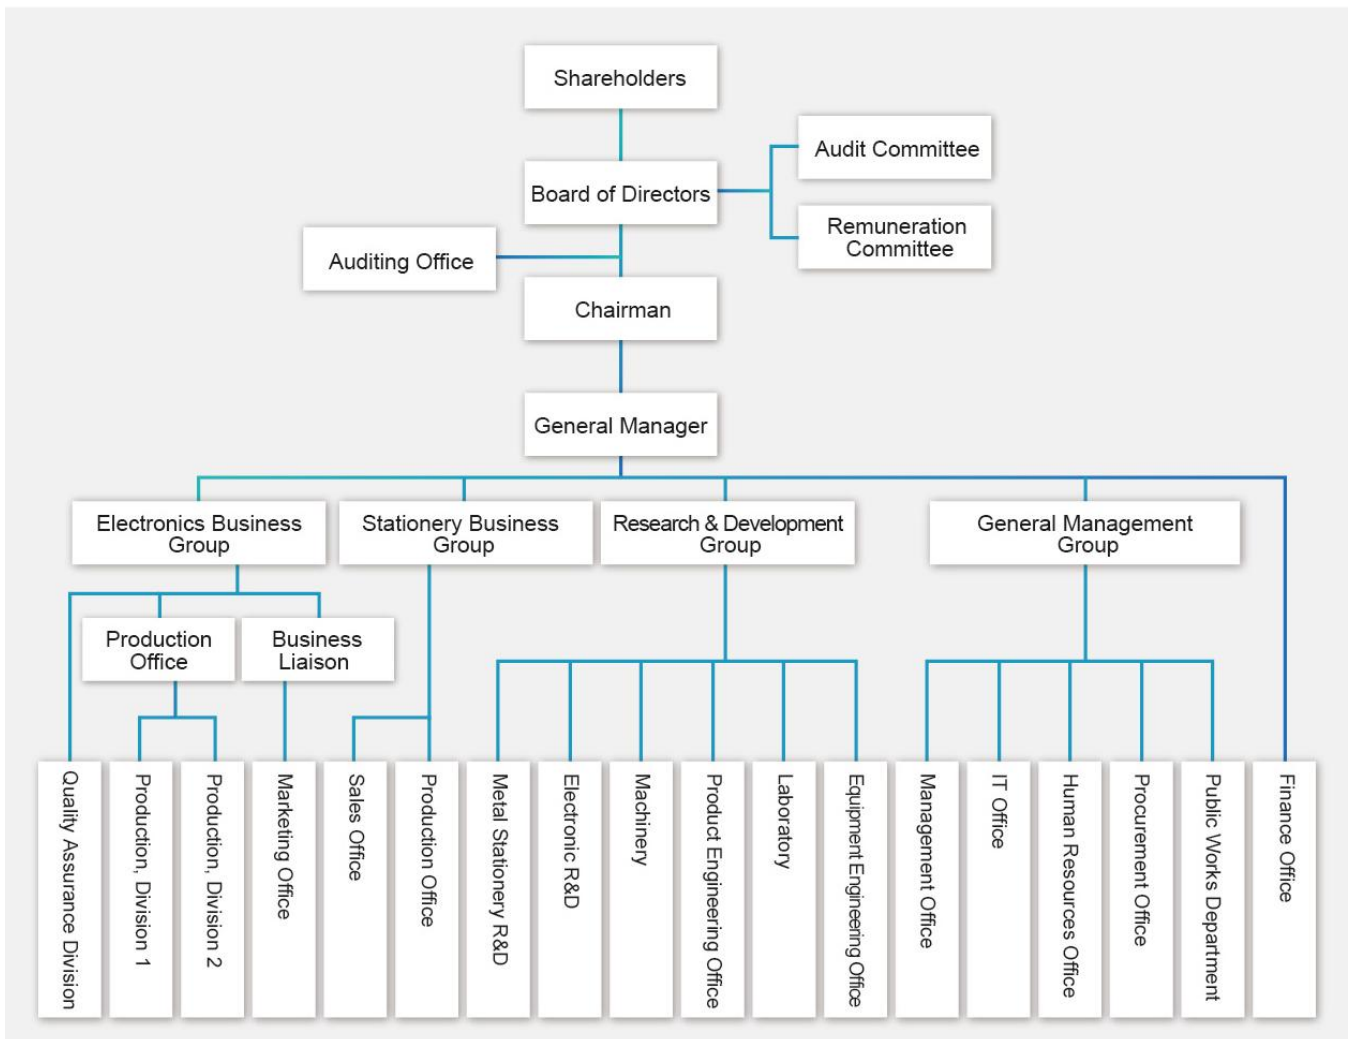 Shareholders
Audit Committee
Board of Directors
Remuneration
Committee
Auditing Office
Chairman
General Manager
Electronics Business
Group
Stationery Business
Group
Research & Development
Group
General Management
Group
Production
Office
Business
Liaison
Quality Assurance Division
Production, Division 1
Production, Division 2
Marketing Office
Sales Office
Production Office
Metal Stationery R&D
Electronic R&D
Machinery
Product Engineering Office
Laboratory
Equipment Engineering Office
Management Office
IT Office
Human Resources Office
Procurement Office
Public Works Department
Finance Office